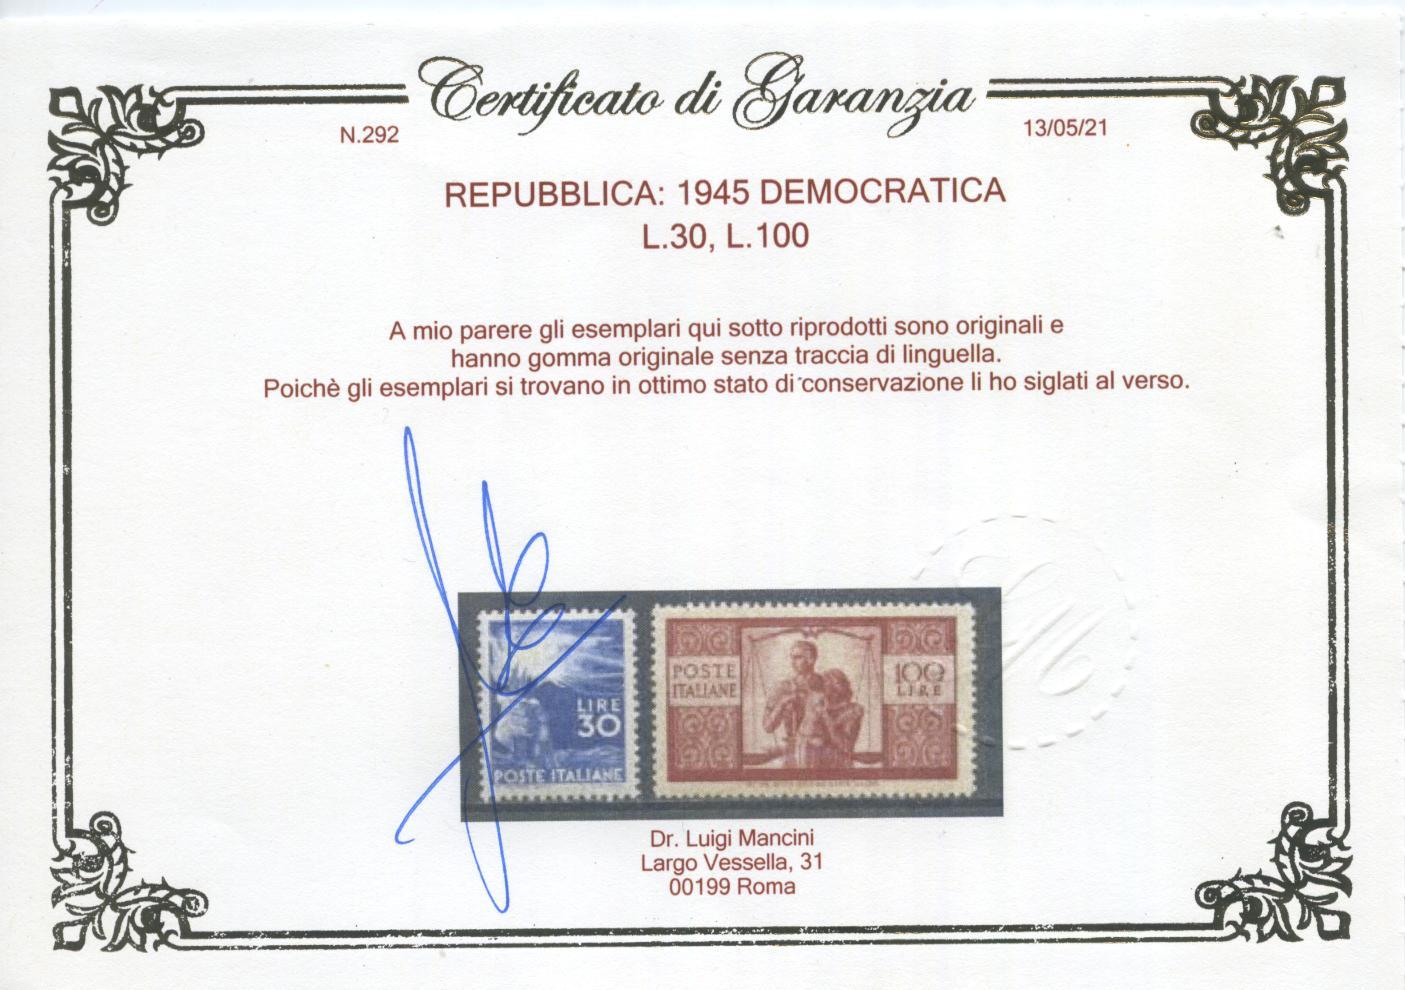 Certificato di Garanzia
N.292
13/05/21
REPUBBLICA: 1945 DEMOCRATICA
L.30, L.100
A mio parere gli esemplari qui sotto riprodotti sono originali e
hanno gomma originale senza traccia di linguella.
Poichè gli esemplari si trovano in ottimo stato di conservazione li ho siglati al verso.
LIRE
30
POSTE ITALIANE
POSTE
ITALIANE
100
LIRE
Dr. Luigi Mancini
Largo Vessella, 31
00199 Roma